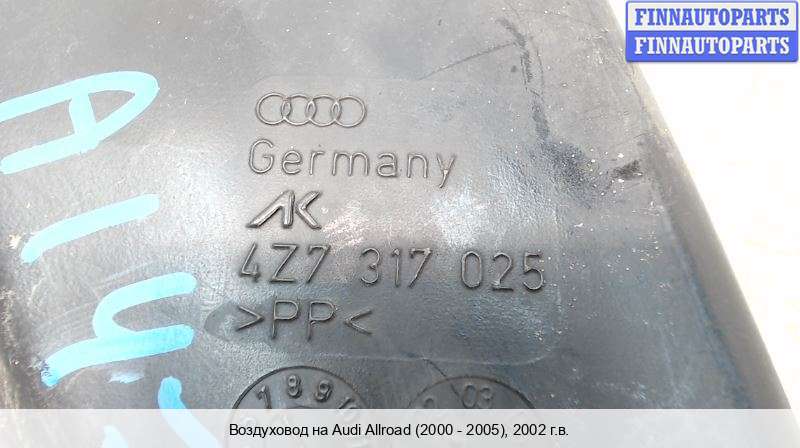 FINNAUTOPARTS
FINNAUTOPARTS
Germany
AK
4Z7 317 025
>PP<
Воздуховод на Audi Allroad (2000 - 2005), 2002 г.в.